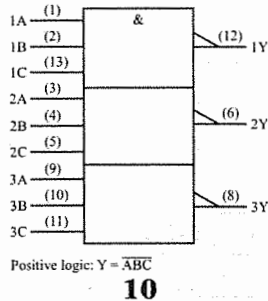 (1)
1A
&
(2)
1B
(12)
1Y
(13)
1C
(3)
2A
(4)
2B
(6)
2Y
(5)
2C
(9)
3A
(10)
3B
(8)
3Y
(11)
3C
Positive logic: Y = A̅B̅C̅
10